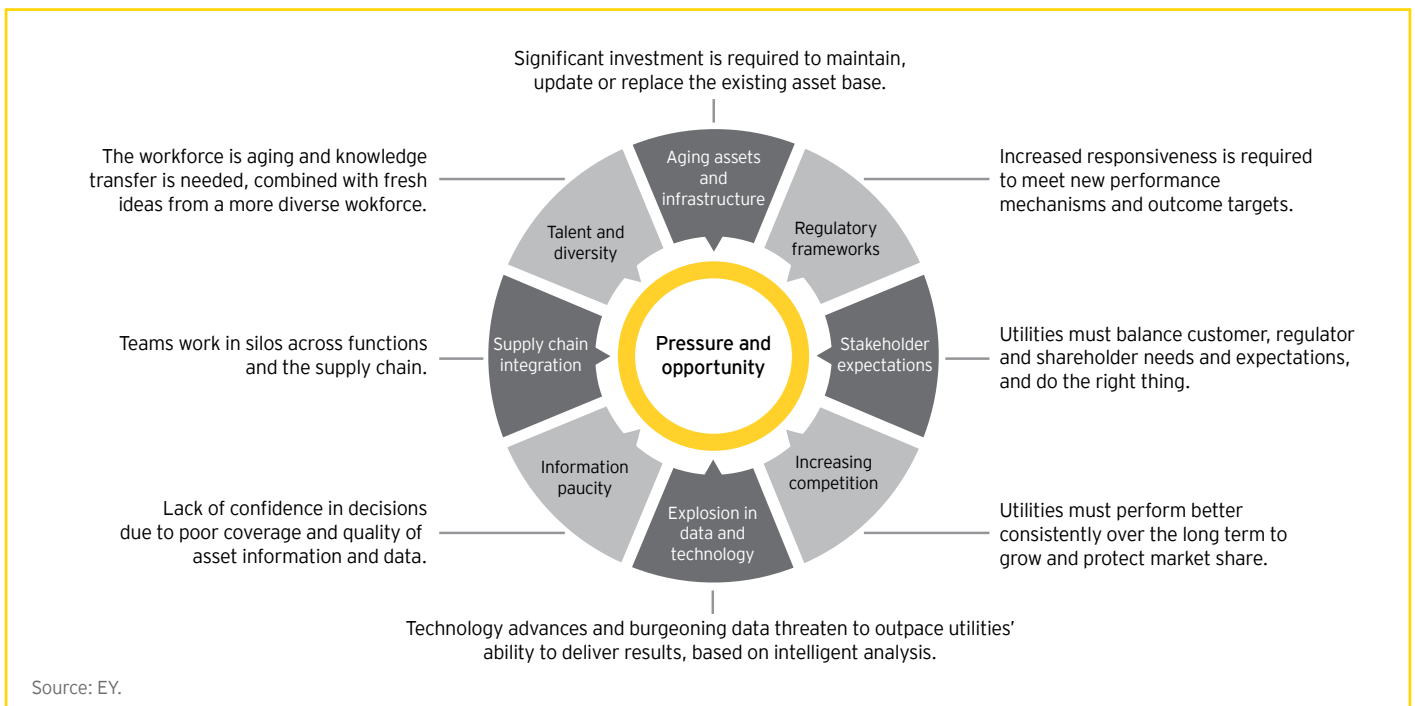 Significant investment is required to maintain,
update or replace the existing asset base.
The workforce is aging and knowledge
transfer is needed, combined with fresh
ideas from a more diverse wokforce.
Aging assets
and
infrastructure
Increased responsiveness is required
to meet new performance
mechanisms and outcome targets.
Talent and
diversity
Regulatory
frameworks
Teams work in silos across functions
and the supply chain.
Supply chain
integration
Pressure and
opportunity
Stakeholder
expectations
Utilities must balance customer, regulator
and shareholder needs and expectations,
and do the right thing.
Information
paucity
Increasing
competition
Lack of confidence in decisions
due to poor coverage and quality of
asset information and data.
Explosion in
data and
technology
Utilities must perform better
consistently over the long term to
grow and protect market share.
Technology advances and burgeoning data threaten to outpace utilities’
ability to deliver results, based on intelligent analysis.
Source: EY.